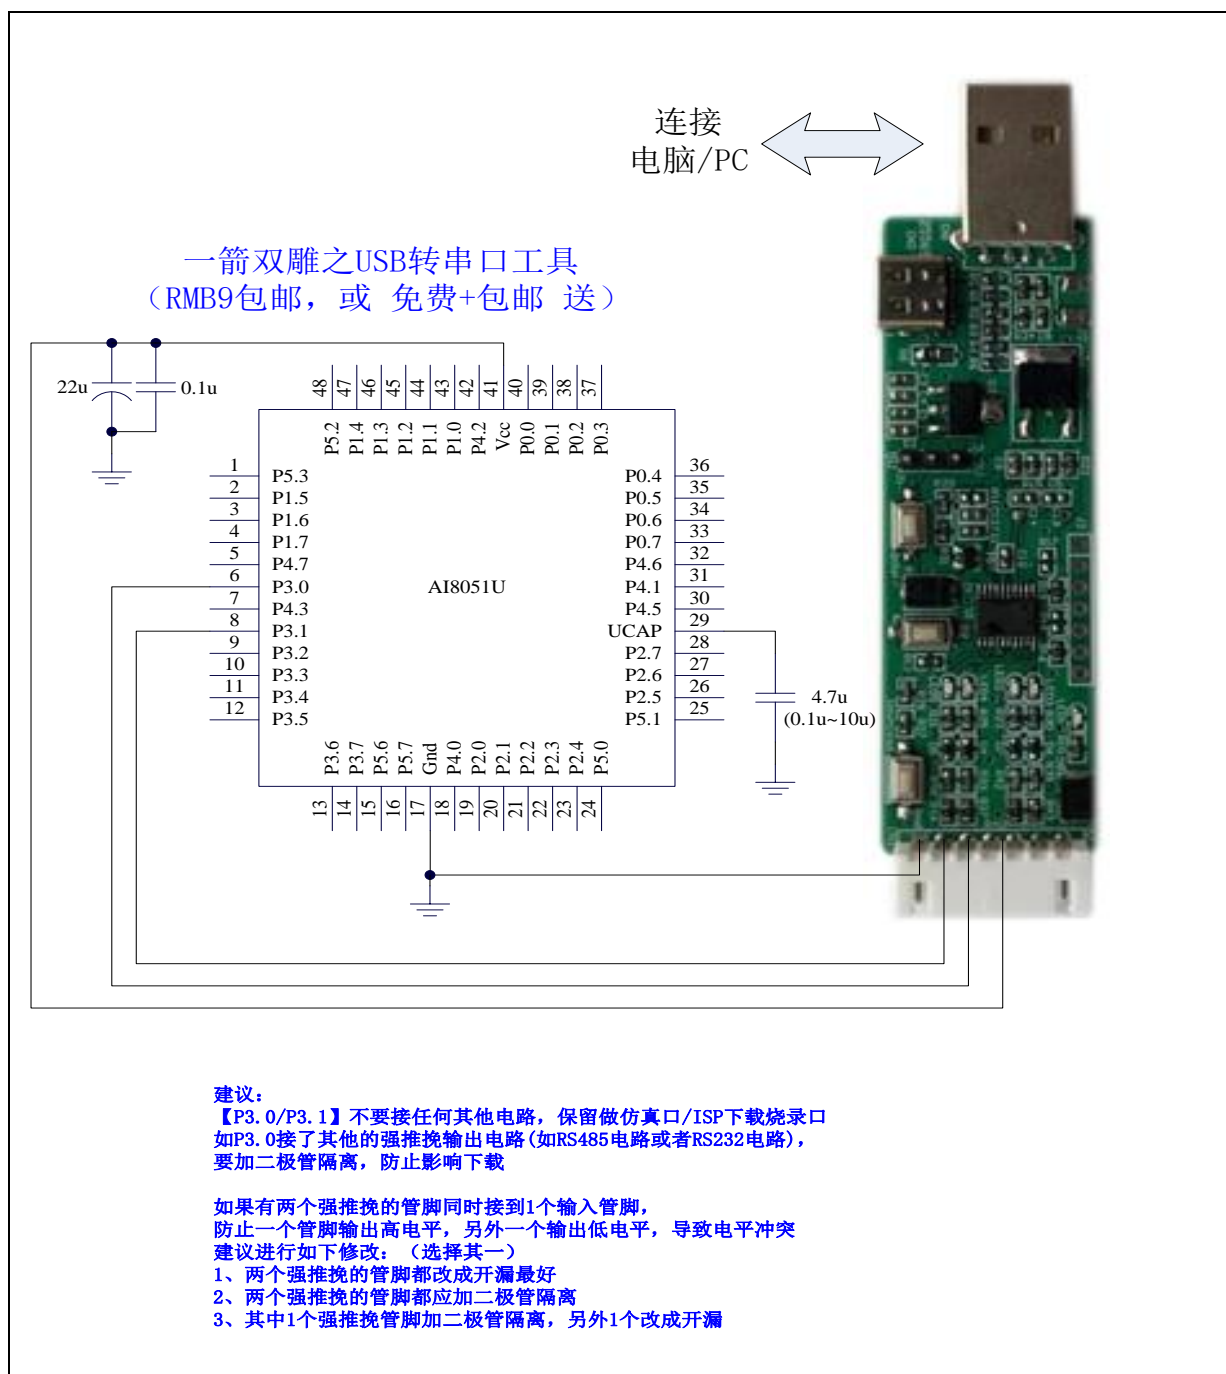 连接
电脑/PC
一箭双雕之USB转串口工具
（RMB9包邮，或 免费+包邮 送）
22u
0.1u
48
47
46
45
44
43
42
41
40
39
38
37
P5.2
P1.4
P1.3
P1.2
P1.1
P1.0
P4.2
Vcc
P0.0
P0.1
P0.2
P0.3
1 P5.3
2 P1.5
3 P1.6
4 P1.7
5 P4.7
6 P3.0
7 P4.3
8 P3.1
9 P3.2
10 P3.3
11 P3.4
12 P3.5
AI8051U
P0.4 36
P0.5 35
P0.6 34
P0.7 33
P4.6 32
P4.1 31
P4.5 30
UCAP 29
P2.7 28
P2.6 27
P2.5 26
P5.1 25
4.7u
(0.1u~10u)
P3.6
P3.7
P5.6
P5.7
Gnd
P4.0
P2.0
P2.1
P2.2
P2.3
P2.4
P5.0
13
14
15
16
17
18
19
20
21
22
23
24
建议：
【P3.0/P3.1】不要接任何其他电路，保留做仿真口/ISP下载烧录口
如P3.0接了其他的强推挽输出电路(如RS485电路或者RS232电路)，
要加二极管隔离，防止影响下载
如果有两个强推挽的管脚同时接到1个输入管脚，
防止一个管脚输出高电平，另外一个输出低电平，导致电平冲突
建议进行如下修改：（选择其一）
1、两个强推挽的管脚都改成开漏最好
2、两个强推挽的管脚都应加二极管隔离
3、其中1个强推挽管脚加二极管隔离，另外1个改成开漏